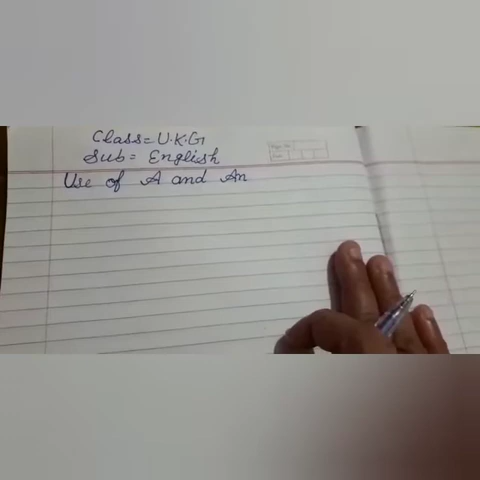 Class = U.K.G
Sub = English
Use of A and An